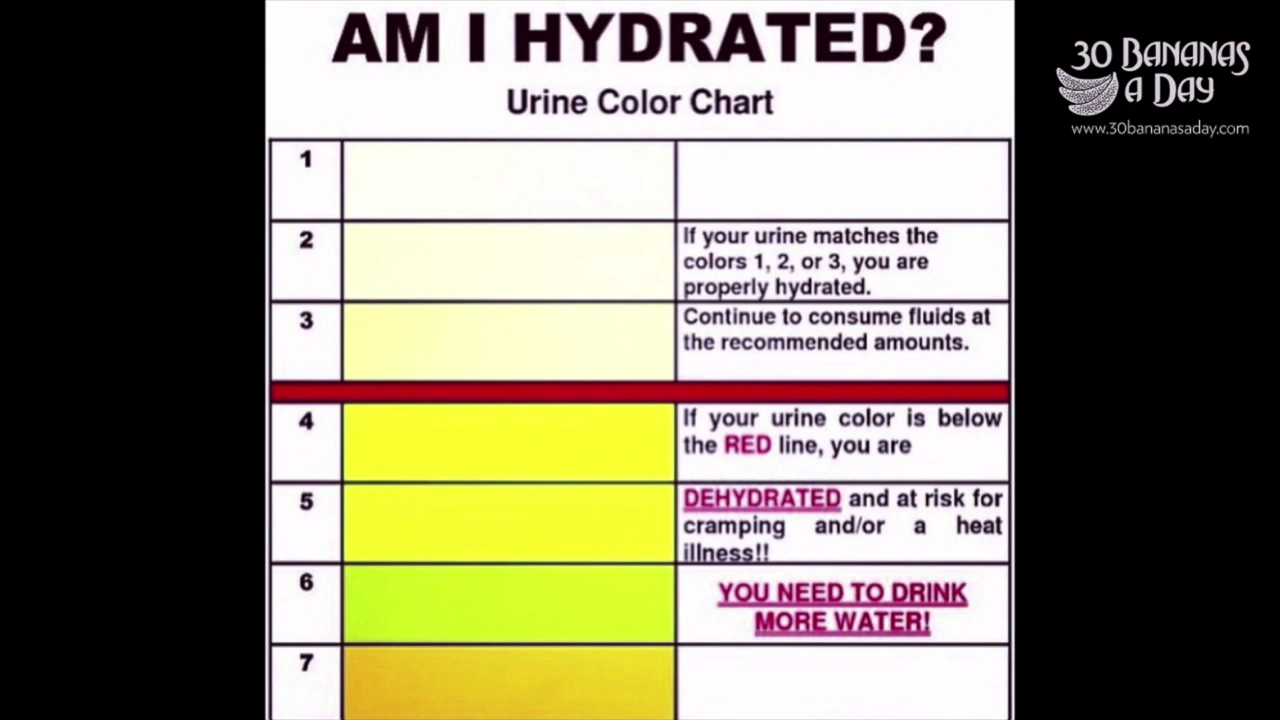 AM I HYDRATED?
Urine Color Chart
30 BANANAS
A DAY
www.30bananasaday.com
1
2
If your urine matches the
colors 1, 2, or 3, you are
properly hydrated.
3
Continue to consume fluids at
the recommended amounts.
4
If your urine color is below
the RED line, you are
5
DEHYDRATED and at risk for
cramping and/or a heat
illness!!
6
YOU NEED TO DRINK
MORE WATER!
7